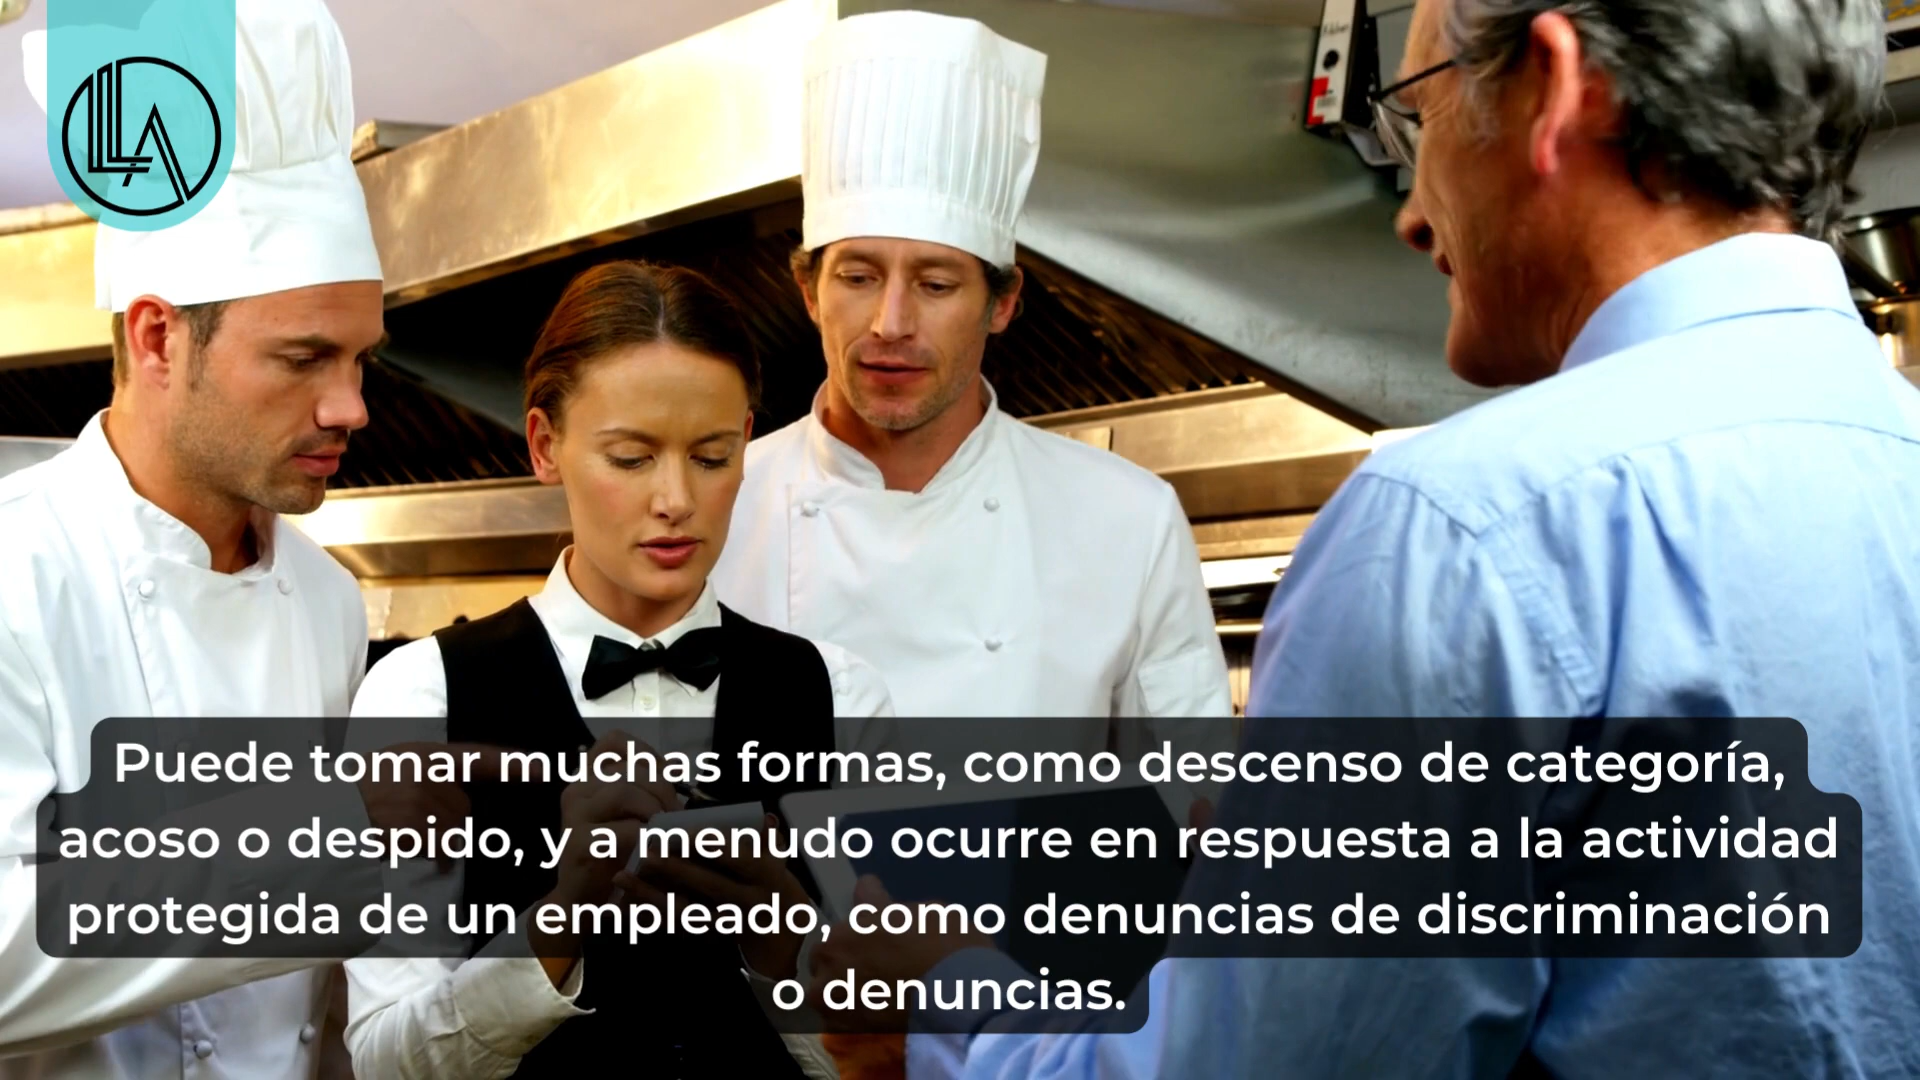 LLA
Puede tomar muchas formas, como descenso de categoría,
acoso o despido, y a menudo ocurre en respuesta a la actividad
protegida de un empleado, como denuncias de discriminación
o denuncias.